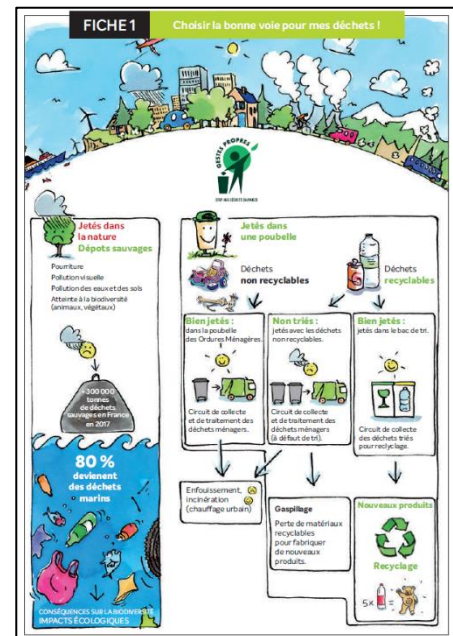 FICHE 1
Choisir la bonne voie pour mes déchets !
GESTES PROPRES
Jetés dans
la nature
Dépôts sauvages
Pourriture
Pollution visuelle
Pollution des eaux et des sols
Atteinte à la biodiversité
(animaux, végétaux)
300 000
tonnes
de déchets
sauvages en France
en 2017
80 %
deviennent
des déchets
marins
CONSÉQUENCES SUR LA BIODIVERSITÉ
IMPACTS ÉCOLOGIQUES
Jetés dans
une poubelle
Déchets
non recyclables
Déchets
recyclables
Bien jetés :
dans la poubelle
des Ordures Ménagères.
Circuit de collecte
et de traitement des
déchets ménagers.
Non triés :
jetés avec les déchets
non recyclables.
Circuit de collecte
et de traitement des
déchets ménagers
(à défaut de tri).
Bien jetés :
jetés dans le bac de tri.
Circuit de collecte
des déchets triés
pour recyclage.
Enfouissement,
incinération
(chauffage urbain)
Gaspillage
Perte de matériaux
recyclables
pour fabriquer
de nouveaux
produits.
Nouveaux produits
Recyclage
5x =